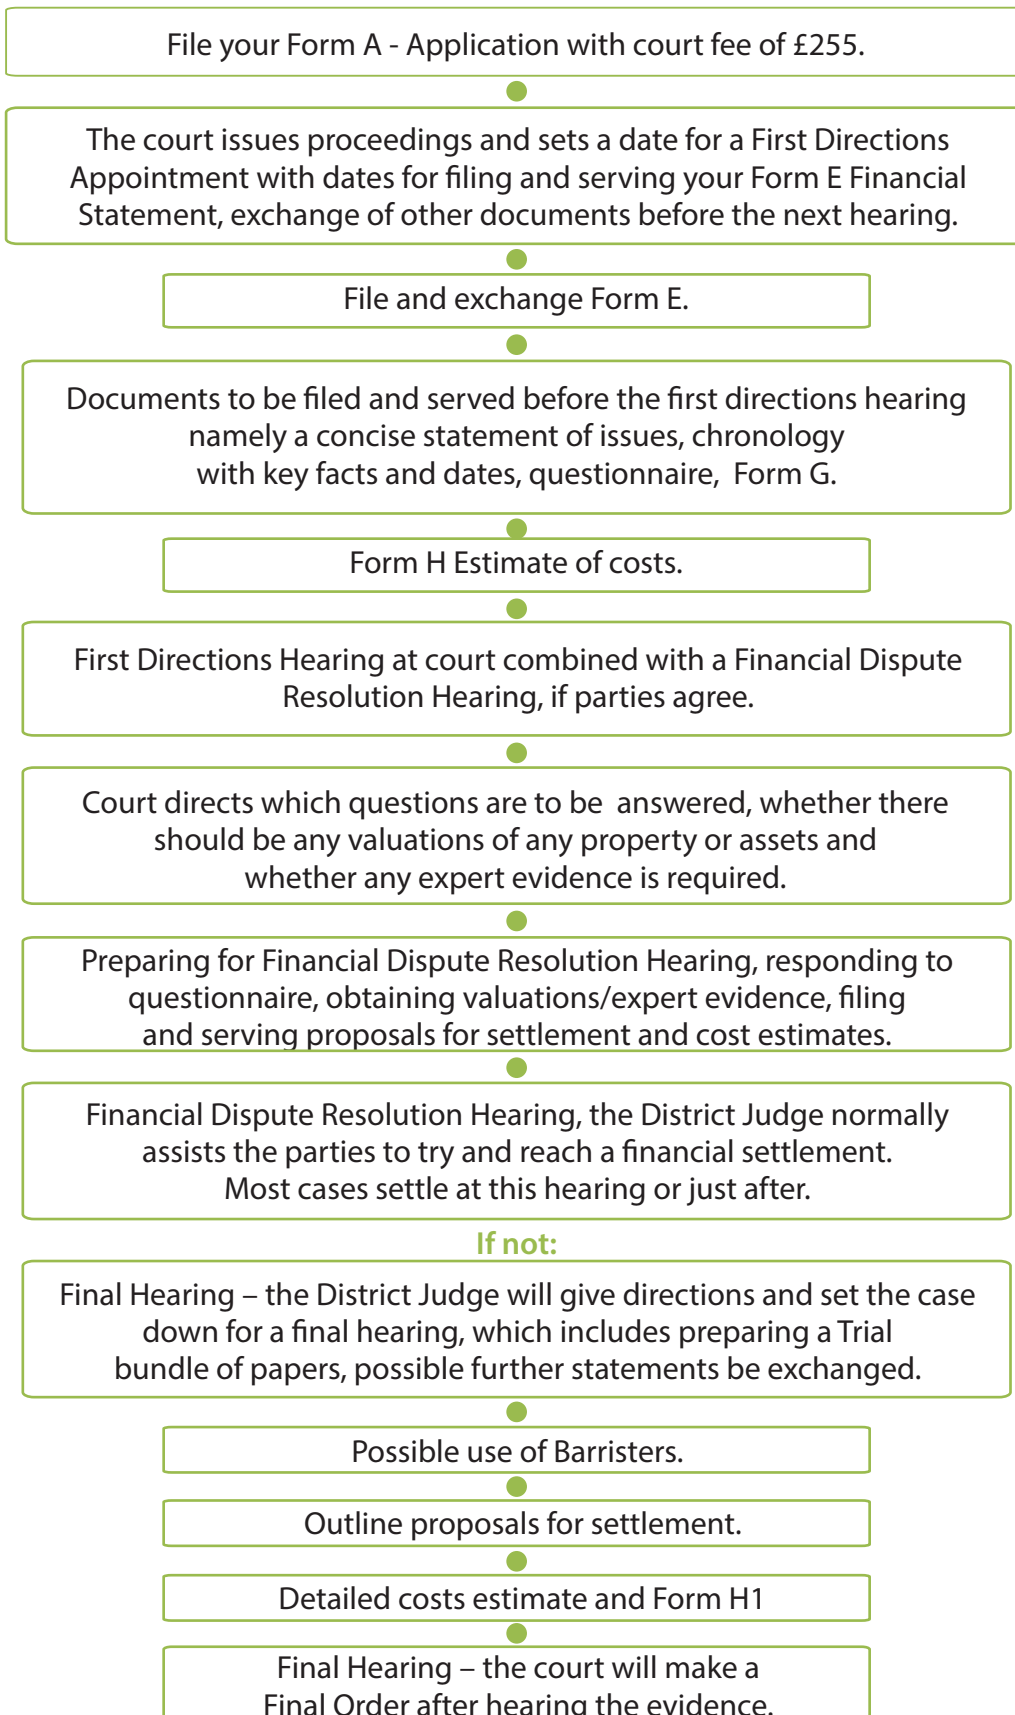 File your Form A - Application with court fee of £255.
The court issues proceedings and sets a date for a First Directions
Appointment with dates for filing and serving your Form E Financial
Statement, exchange of other documents before the next hearing.
File and exchange Form E.
Documents to be filed and served before the first directions hearing
namely a concise statement of issues, chronology
with key facts and dates, questionnaire, Form G.
Form H Estimate of costs.
First Directions Hearing at court combined with a Financial Dispute
Resolution Hearing, if parties agree.
Court directs which questions are to be answered, whether there
should be any valuations of any property or assets and
whether any expert evidence is required.
Preparing for Financial Dispute Resolution Hearing, responding to
questionnaire, obtaining valuations/expert evidence, filing
and serving proposals for settlement and cost estimates.
Financial Dispute Resolution Hearing, the District Judge normally
assists the parties to try and reach a financial settlement.
Most cases settle at this hearing or just after.
If not:
Final Hearing – the District Judge will give directions and set the case
down for a final hearing, which includes preparing a Trial
bundle of papers, possible further statements be exchanged.
Possible use of Barristers.
Outline proposals for settlement.
Detailed costs estimate and Form H1
Final Hearing – the court will make a
Final Order after hearing the evidence.